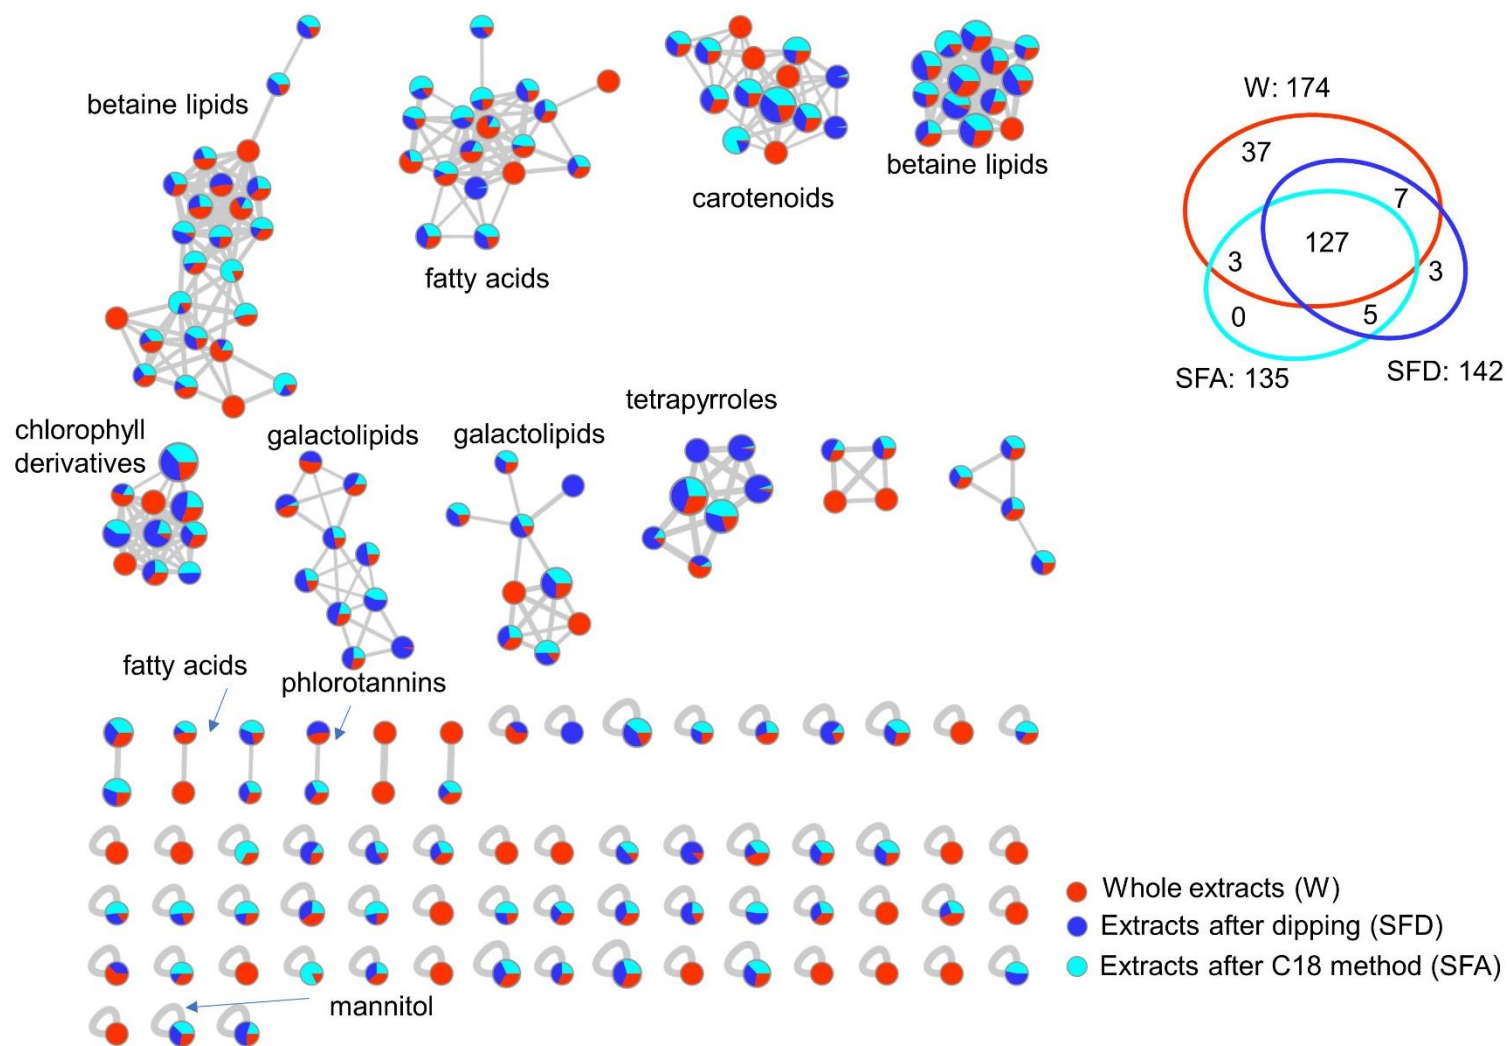 betaine lipids
fatty acids
carotenoids
betaine lipids
W: 174
37
7
127
3
3
0
5
SFA: 135
SFD: 142
chlorophyll
derivatives
galactolipids
galactolipids
tetrapyrroles
fatty acids
phlorotannins
mannitol
Whole extracts (W)
Extracts after dipping (SFD)
Extracts after C18 method (SFA)